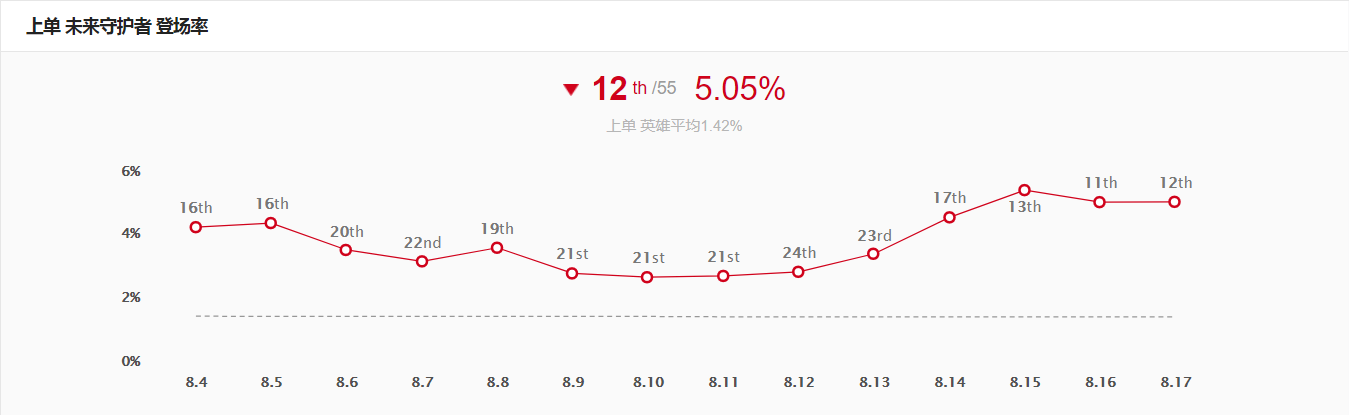 上单 未来守护者 登场率
12 th /55 5.05%
上单 英雄平均1.42%
6%
4%
2%
0%
16th 16th 20th 22nd 19th 21st 21st 21st 24th 23rd 17th 13th 11th 12th
8.4 8.5 8.6 8.7 8.8 8.9 8.10 8.11 8.12 8.13 8.14 8.15 8.16 8.17